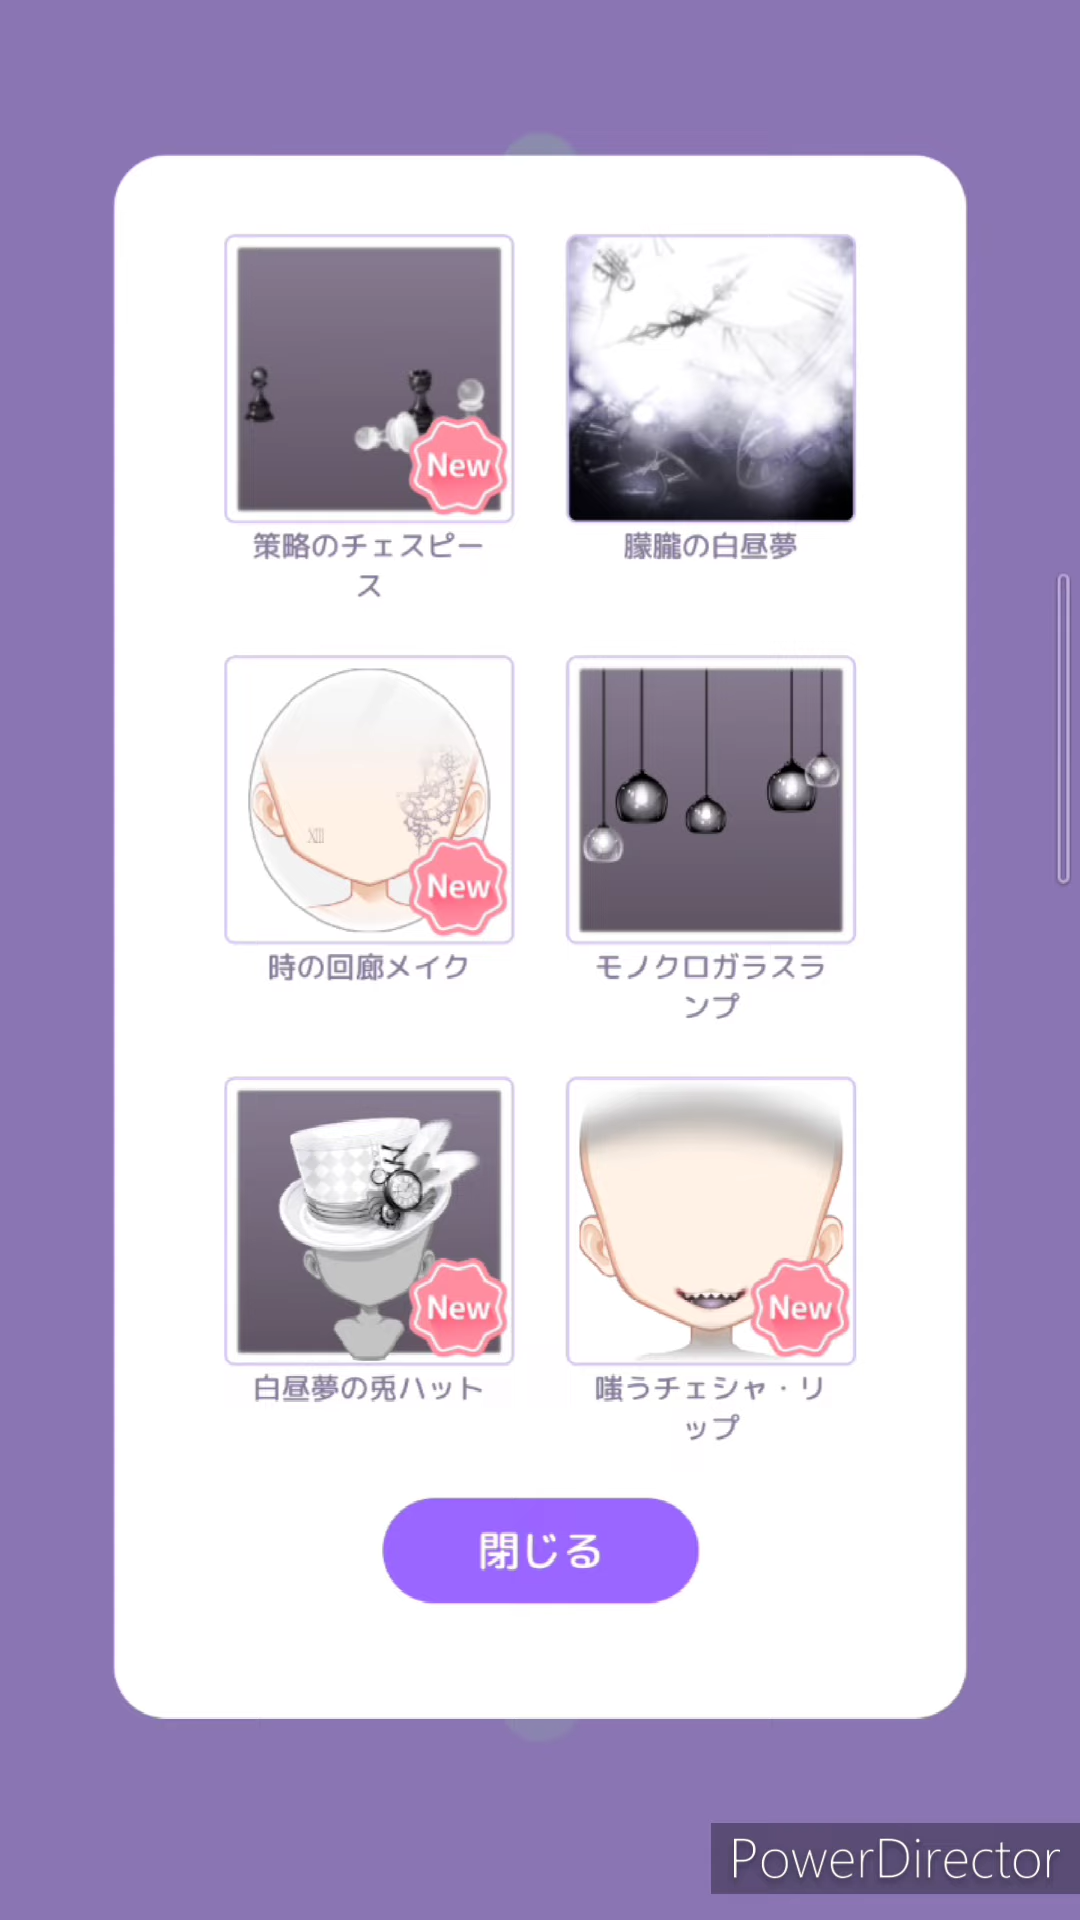 New
策略のチェスピー
ス
朦朧の白昼夢
XIII
New
時の回廊メイク
モノクロガラスラ
ンプ
New
白昼夢の兎ハット
New
嗤うチェシャ・リ
ップ
閉じる
PowerDirector